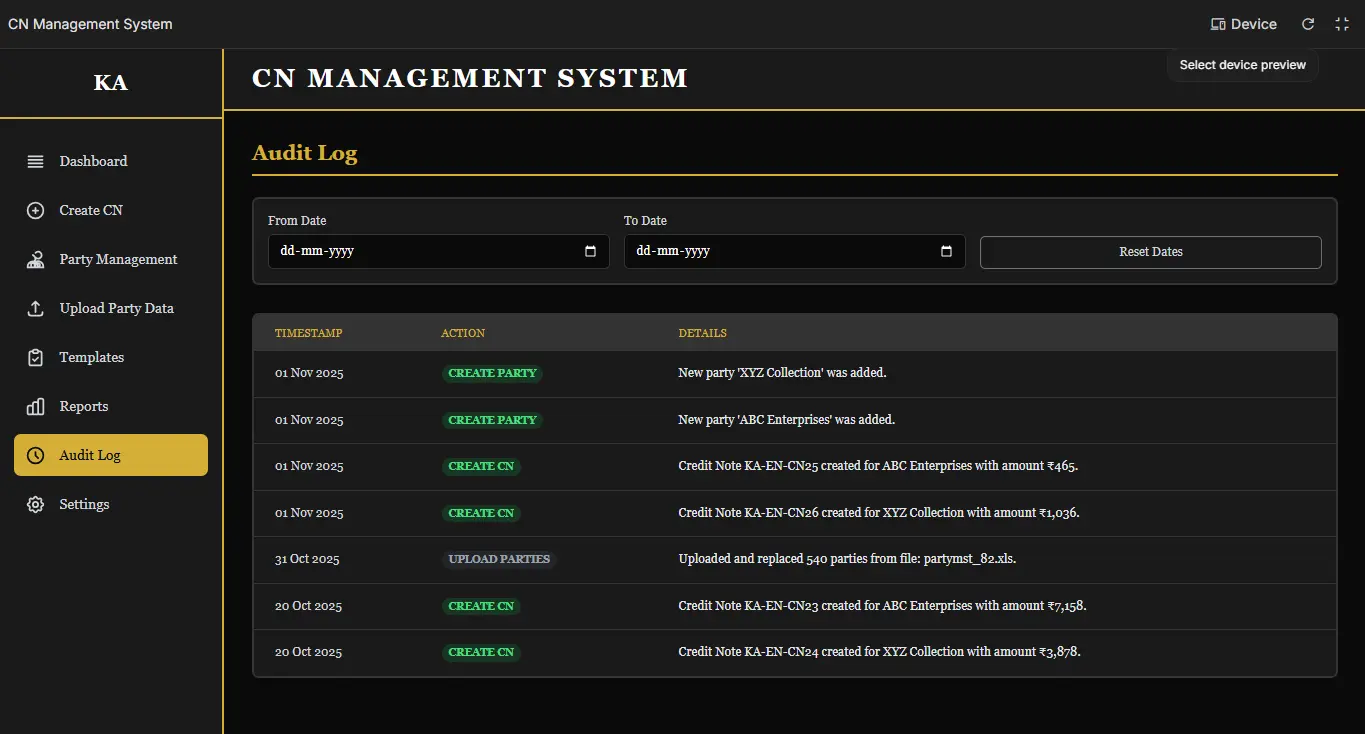 CN Management System
Device
Select device preview
KA
CN MANAGEMENT SYSTEM
Dashboard
Create CN
Party Management
Upload Party Data
Templates
Reports
Audit Log
Settings
Audit Log
From Date
To Date
dd-mm-yyyy
dd-mm-yyyy
Reset Dates
TIMESTAMP ACTION DETAILS
01 Nov 2025 CREATE PARTY New party 'XYZ Collection' was added.
01 Nov 2025 CREATE PARTY New party 'ABC Enterprises' was added.
01 Nov 2025 CREATE CN Credit Note KA-EN-CN25 created for ABC Enterprises with amount ₹465.
01 Nov 2025 CREATE CN Credit Note KA-EN-CN26 created for XYZ Collection with amount ₹1,036.
31 Oct 2025 UPLOAD PARTIES Uploaded and replaced 540 parties from file: partymst_82.xls.
20 Oct 2025 CREATE CN Credit Note KA-EN-CN23 created for ABC Enterprises with amount ₹7,158.
20 Oct 2025 CREATE CN Credit Note KA-EN-CN24 created for XYZ Collection with amount ₹3,878.